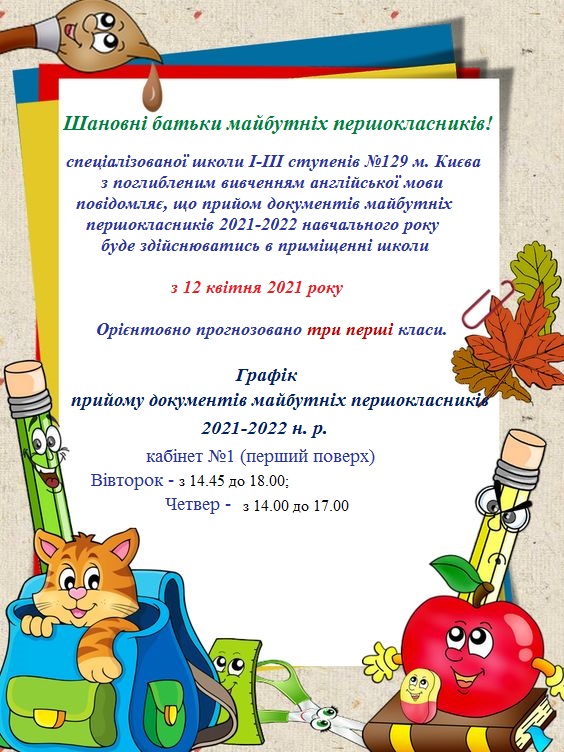 Шановні батьки майбутніх першокласників!
спеціалізованої школи І-ІІІ ступенів №129 м. Києва
з поглибленим вивченням англійської мови
повідомляє, що прийом документів майбутніх
першокласників 2021-2022 навчального року
буде здійснюватись в приміщенні школи
з 12 квітня 2021 року
Орієнтовно прогнозовано три перші класи.
Графік
прийому документів майбутніх першокласників
2021-2022 н. р.
кабінет №1 (перший поверх)
Вівторок - з 14.45 до 18.00;
Четвер - з 14.00 до 17.00